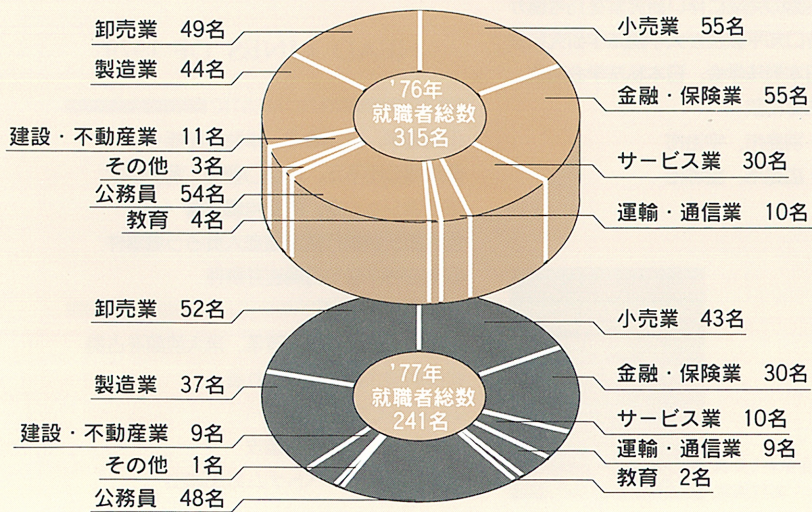 卸売業 49名
小売業 55名
製造業 44名
金融・保険業 55名
'76年
就職者総数
315名
建設・不動産業 11名
サービス業 30名
その他 3名
公務員 54名
運輸・通信業 10名
教育 4名
卸売業 52名
小売業 43名
製造業 37名
金融・保険業 30名
'77年
就職者総数
241名
サービス業 10名
建設・不動産業 9名
運輸・通信業 9名
その他 1名
教育 2名
公務員 48名